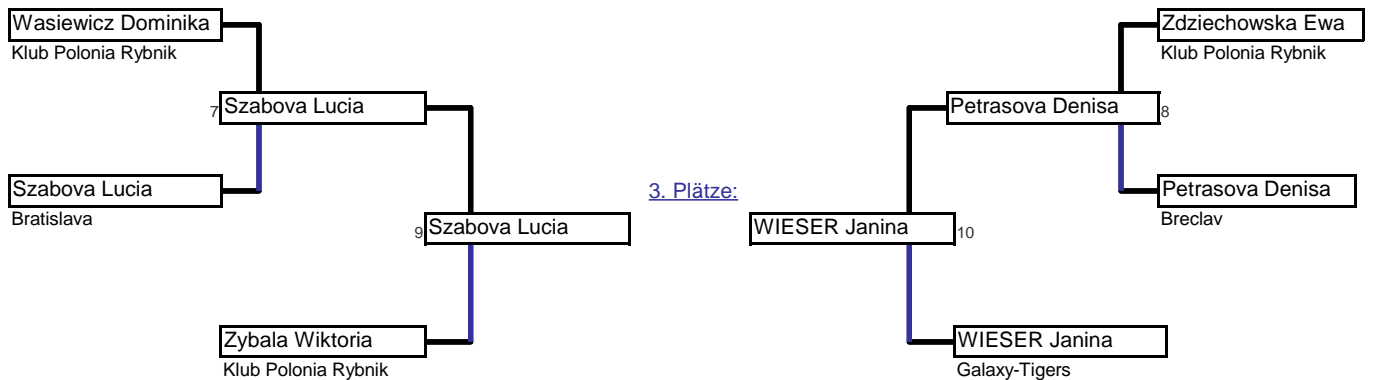 Wasiewicz Dominika
Klub Polonia Rybnik
7 Szabova Lucia
Szabova Lucia
Bratislava
9 Szabova Lucia
Zybala Wiktoria
Klub Polonia Rybnik
3. Plätze:
Zdziechowska Ewa
Klub Polonia Rybnik
Petrasova Denisa 8
Petrasova Denisa
Breclav
WIESER Janina 10
WIESER Janina
Galaxy-Tigers